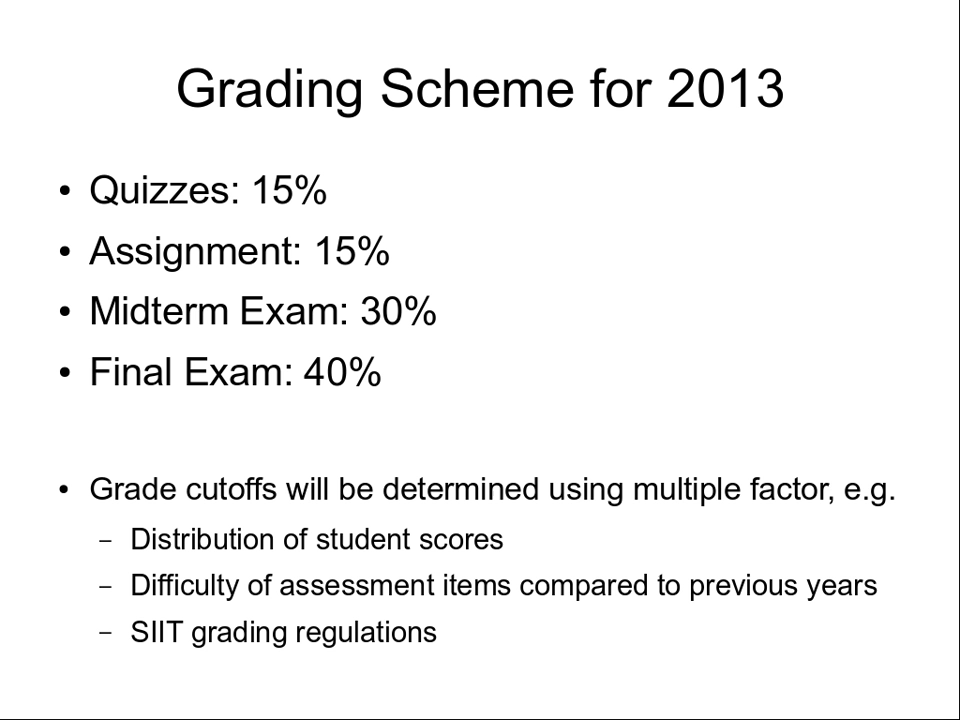 Grading Scheme for 2013
• Quizzes: 15%
• Assignment: 15%
• Midterm Exam: 30%
• Final Exam: 40%
• Grade cutoffs will be determined using multiple factor, e.g.
– Distribution of student scores
– Difficulty of assessment items compared to previous years
– SIIT grading regulations